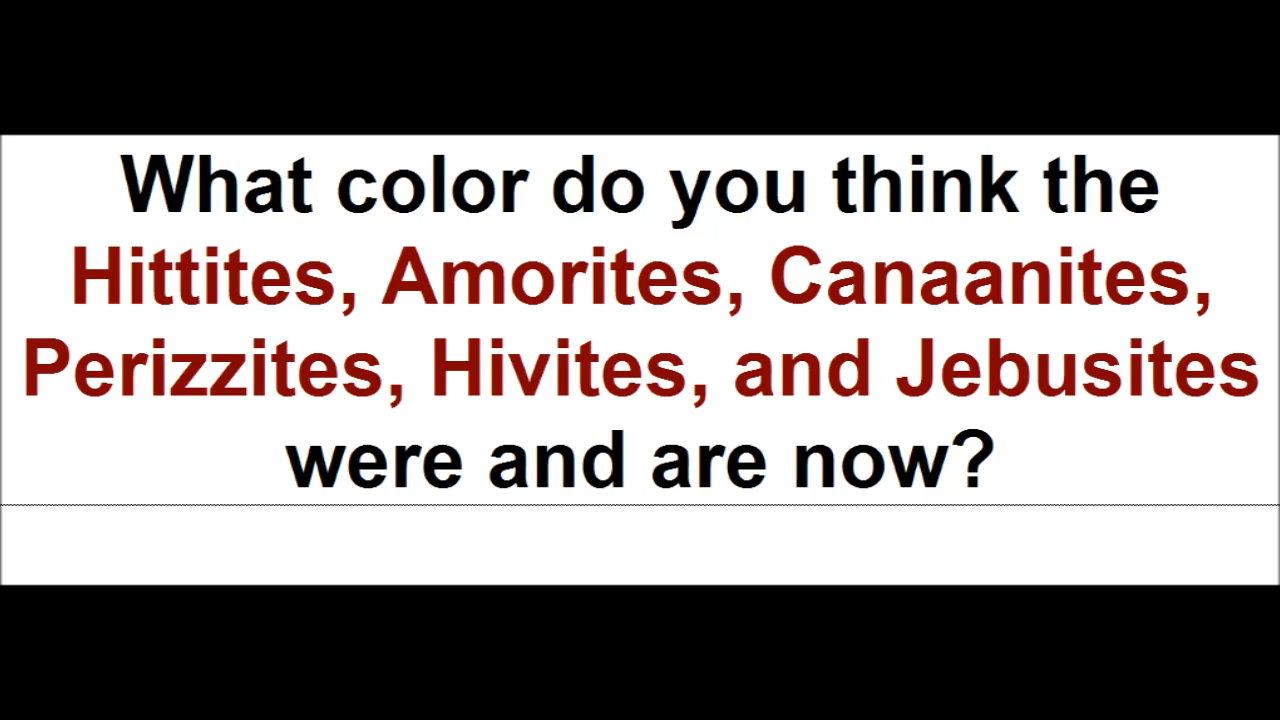 What color do you think the
Hittites, Amorites, Canaanites,
Perizzites, Hivites, and Jebusites
were and are now?